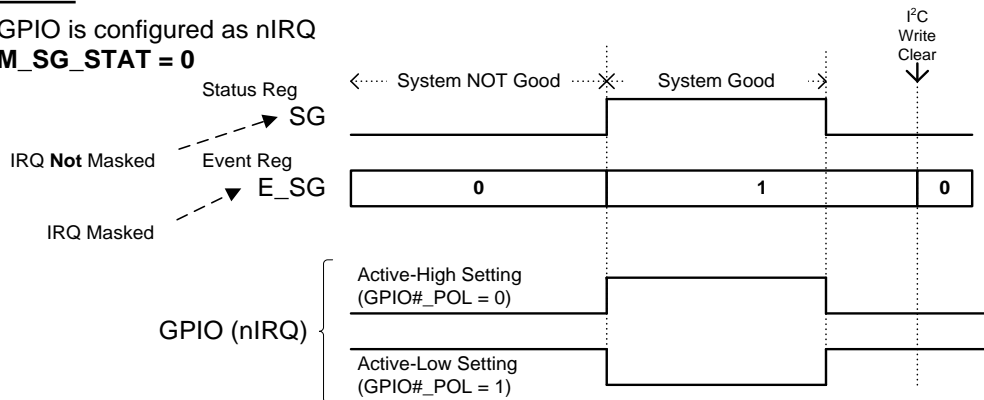 GPIO is configured as nIRQ
M_SG_STAT = 0
I²C
Write
Clear
System NOT Good
System Good
Status Reg
SG
IRQ Not Masked
Event Reg
E_SG
0
1
0
IRQ Masked
Active-High Setting
(GPIO#_POL = 0)
GPIO (nIRQ)
Active-Low Setting
(GPIO#_POL = 1)